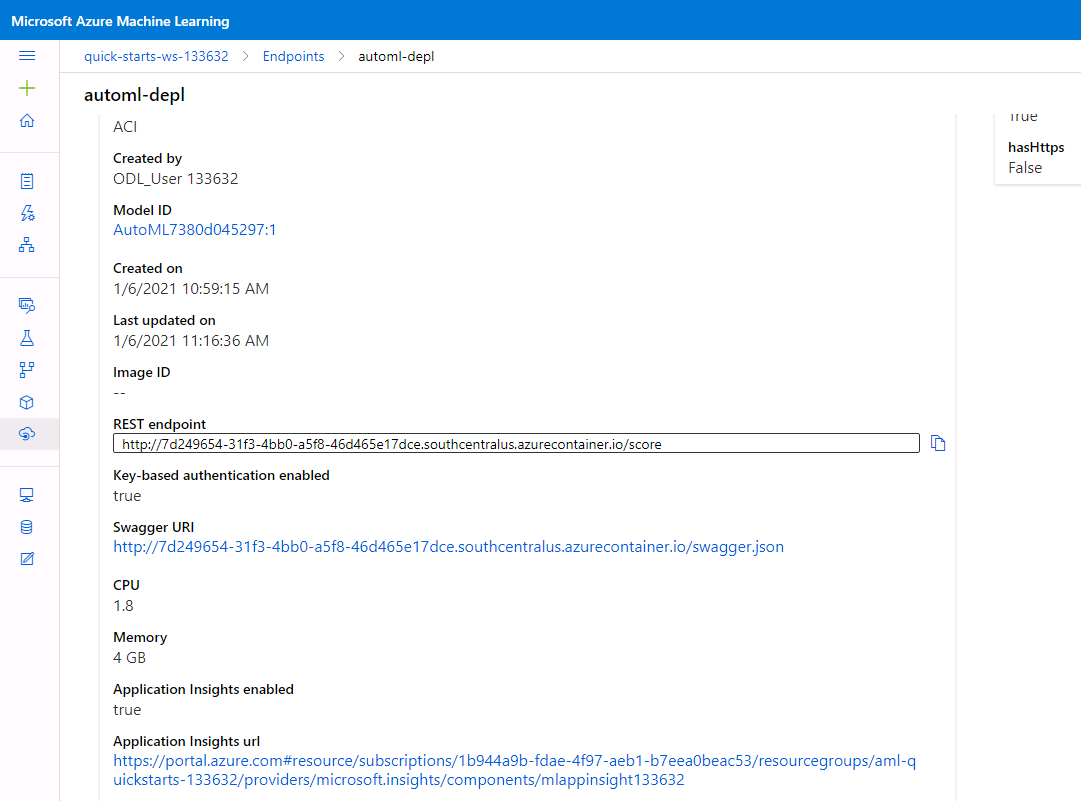 Microsoft Azure Machine Learning
quick-starts-ws-133632 > Endpoints > automl-depl
automl-depl
ACI
Created by
ODL_User 133632
Model ID
AutoML7380d045297:1
Created on
1/6/2021 10:59:15 AM
Last updated on
1/6/2021 11:16:36 AM
Image ID
--
REST endpoint
http://7d249654-31f3-4bb0-a5f8-46d465e17dce.southcentralus.azurecontainer.io/score
Key-based authentication enabled
true
Swagger URI
http://7d249654-31f3-4bb0-a5f8-46d465e17dce.southcentralus.azurecontainer.io/swagger.json
CPU
1.8
Memory
4 GB
Application Insights enabled
true
Application Insights url
https://portal.azure.com#resource/subscriptions/1b944a9b-fdae-4f97-aeb1-b7eea0beac53/resourcegroups/aml-q
uickstarts-133632/providers/microsoft.insights/components/mlappinsight133632
True
hasHttps
False